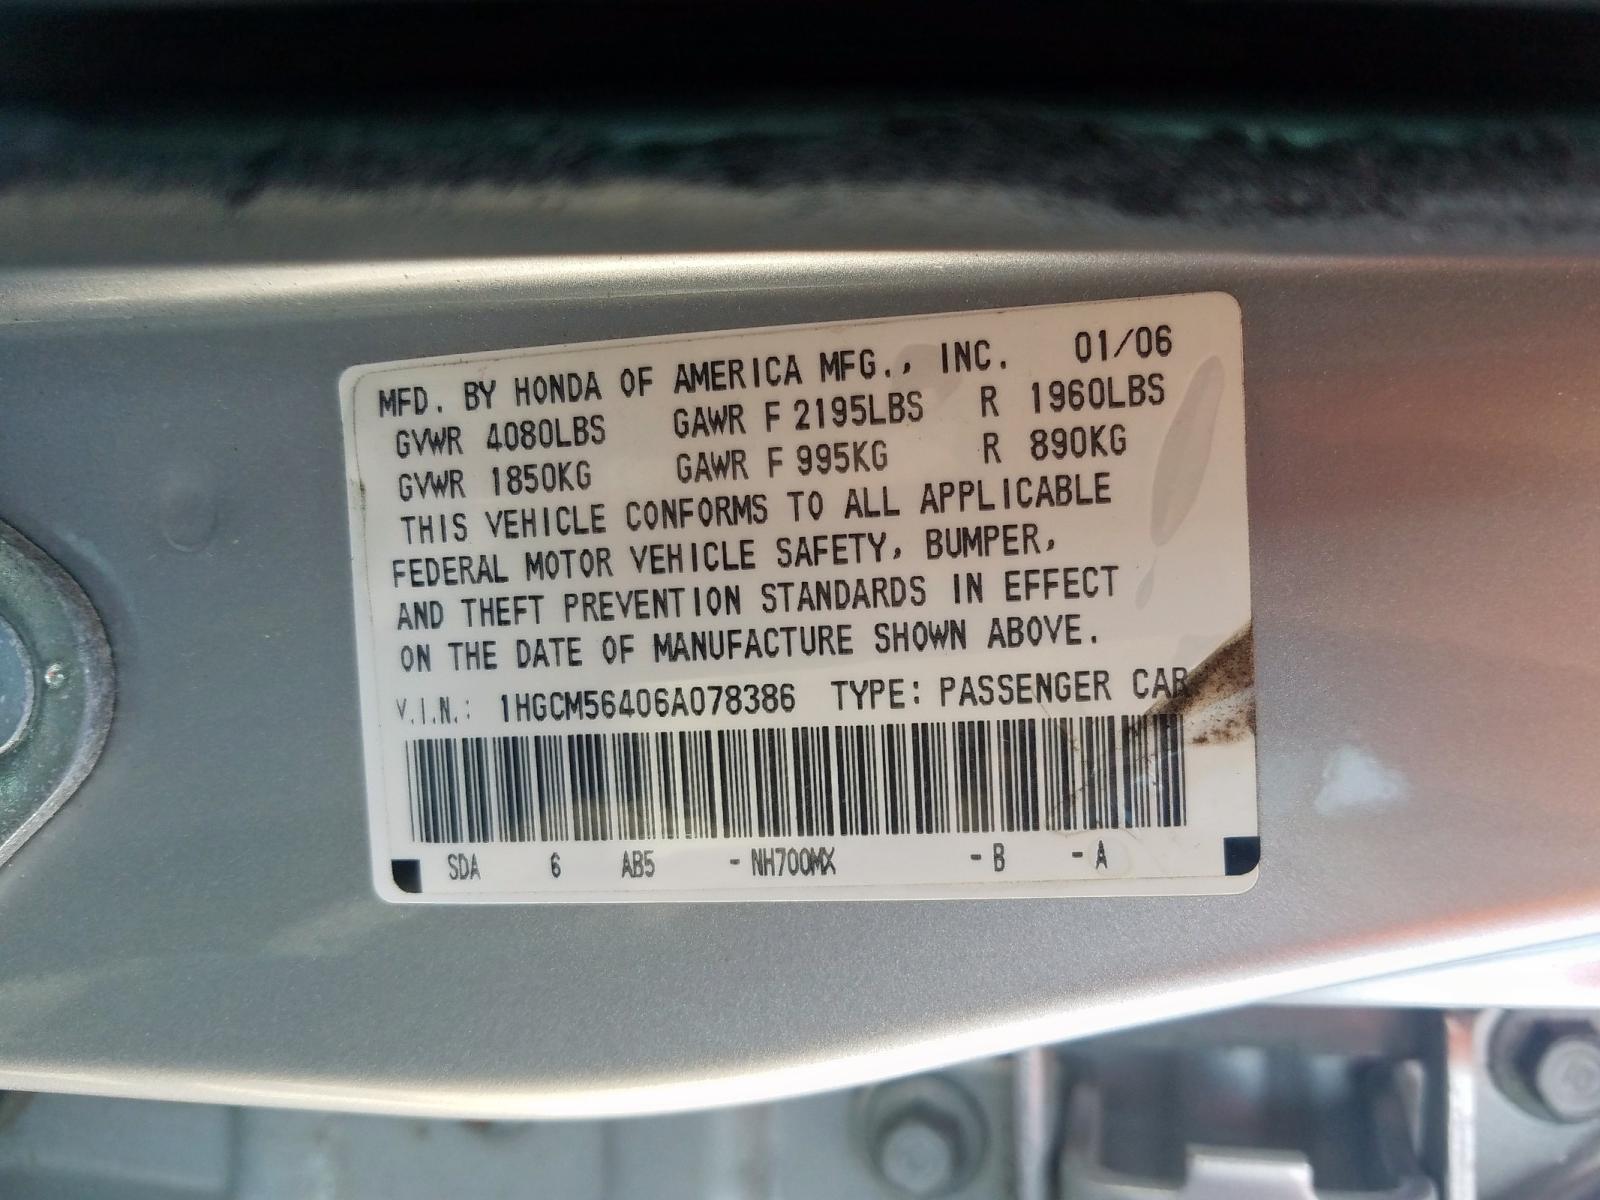 MFD. BY HONDA OF AMERICA MFG., INC. 01/06
GVWR 4080LBS GAWR F 2195LBS R 1960LBS
GVWR 1850KG GAWR F 995KG R 890KG
THIS VEHICLE CONFORMS TO ALL APPLICABLE
FEDERAL MOTOR VEHICLE SAFETY, BUMPER,
AND THEFT PREVENTION STANDARDS IN EFFECT
ON THE DATE OF MANUFACTURE SHOWN ABOVE.
V.I.N.: 1HGCM56406A078386 TYPE: PASSENGER CAR
SDA 6 AB5 - NH700MX - B - A